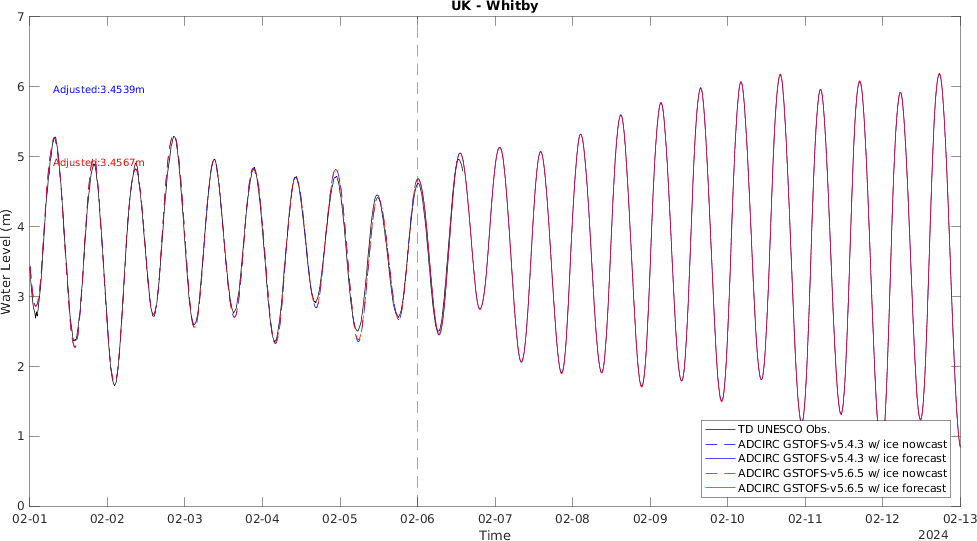 UK - Whitby
7
6
5
4
3
2
1
0
Water Level (m)
Adjusted:3.4539m
Adjusted:3.4567m
TD UNESCO Obs.
ADCIRC GSTOFS-v5.4.3 w/ ice nowcast
ADCIRC GSTOFS-v5.4.3 w/ ice forecast
ADCIRC GSTOFS-v5.6.5 w/ ice nowcast
ADCIRC GSTOFS-v5.6.5 w/ ice forecast
02-01 02-02 02-03 02-04 02-05 02-06 02-07 02-08 02-09 02-10 02-11 02-12 02-13
Time
2024